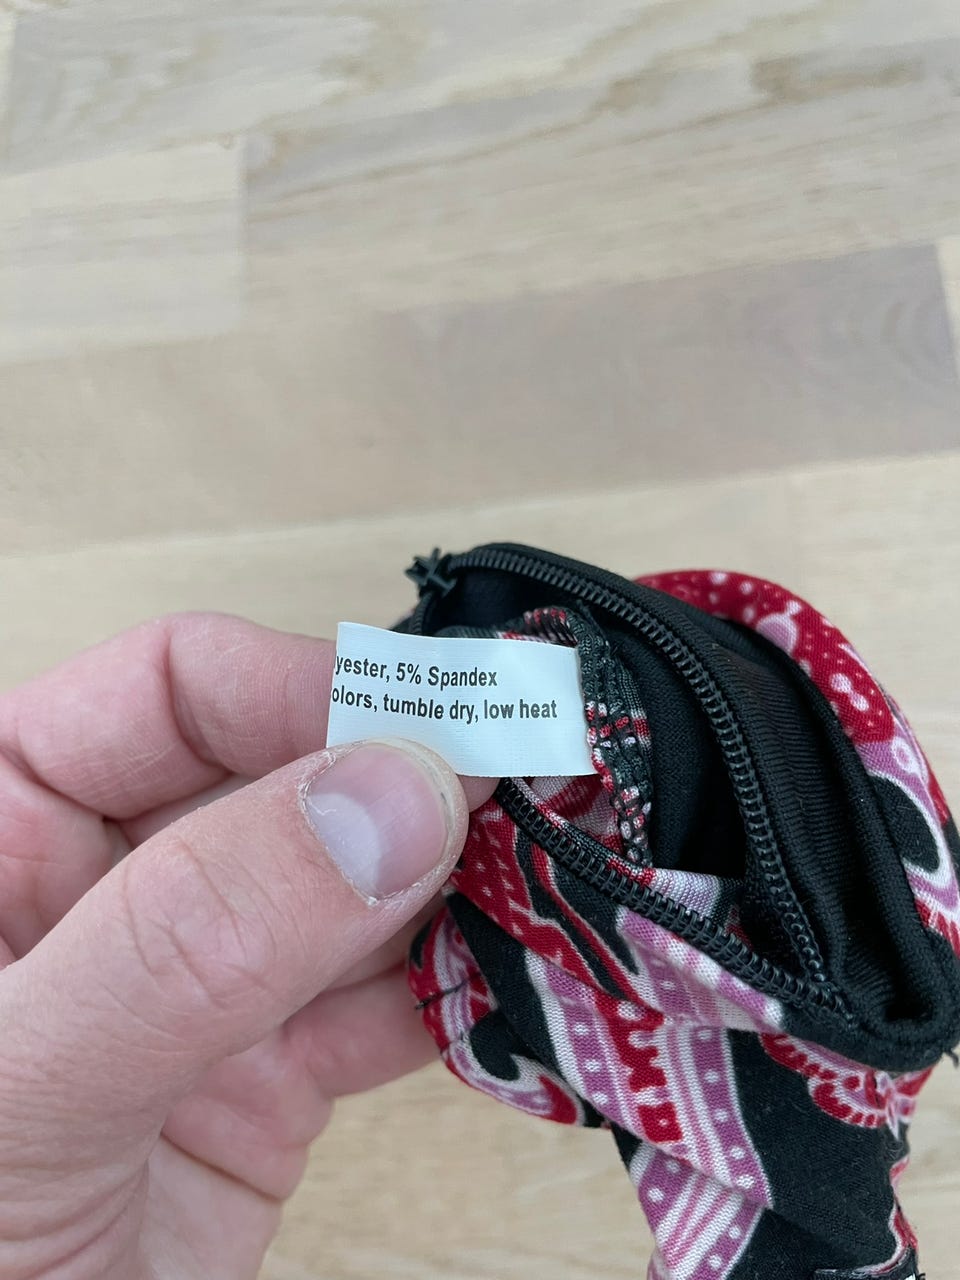 yester, 5% Spandex
olors, tumble dry, low heat